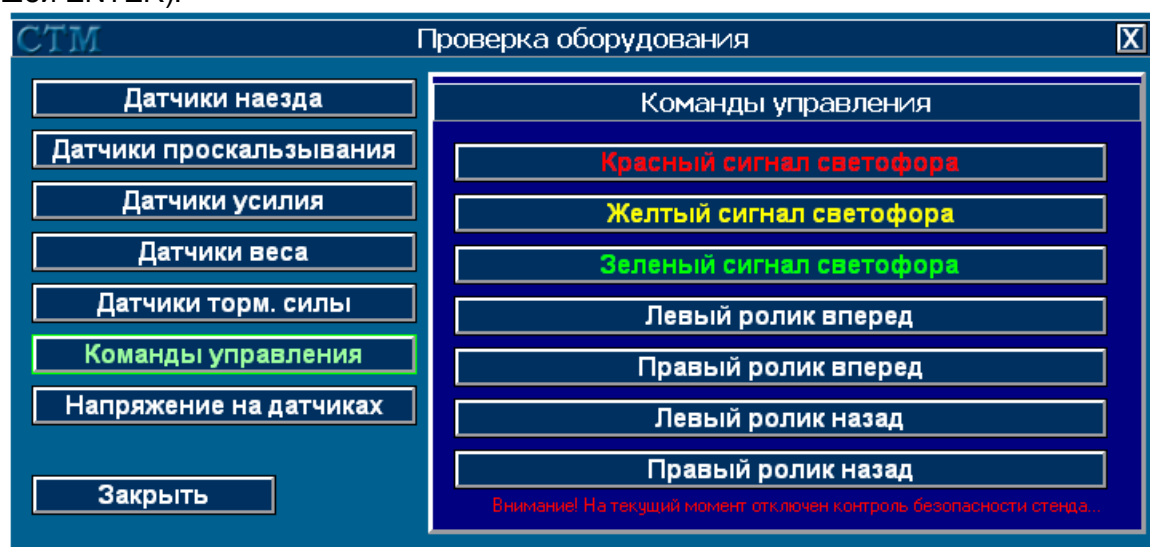 шой ENTER).
СТМ
Проверка оборудования
X
Датчики наезда
Датчики проскальзывания
Датчики усилия
Датчики веса
Датчики торм. силы
Команды управления
Напряжение на датчиках
Закрыть
Команды управления
Красный сигнал светофора
Желтый сигнал светофора
Зеленый сигнал светофора
Левый ролик вперед
Правый ролик вперед
Левый ролик назад
Правый ролик назад
Внимание! На текущий момент отключен контроль безопасности стенда...